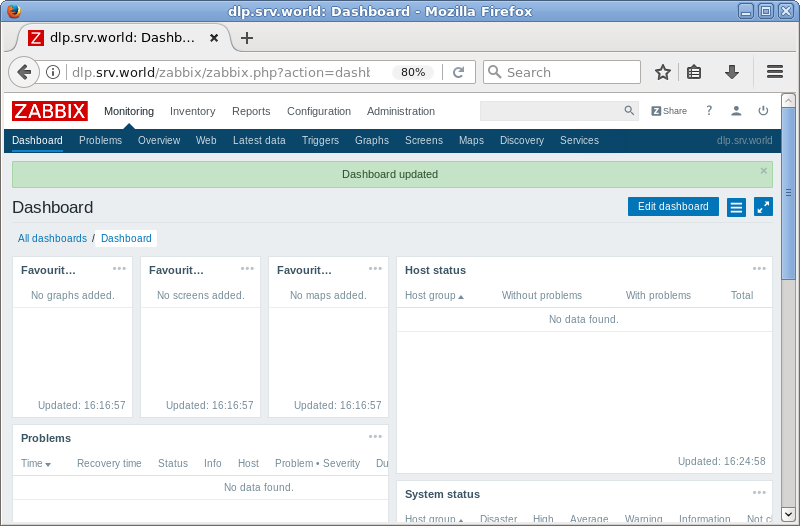 dlp.srv.world: Dashboard - Mozilla Firefox
Z dlp.srv.world: Dashb...
dlp.srv.world/zabbix/zabbix.php?action=dashb 80% Search
ZABBIX Monitoring Inventory Reports Configuration Administration Z Share ?
Dashboard Problems Overview Web Latest data Triggers Graphs Screens Maps Discovery Services dlp.srv.world
Dashboard updated
Dashboard Edit dashboard
All dashboards / Dashboard
Favourit... Favourit... Favourit... Host status
No graphs added. No screens added. No maps added. Host group Without problems With problems Total
No data found.
Updated: 16:16:57 Updated: 16:16:57 Updated: 16:16:57
Problems
Time Recovery time Status Info Host Problem • Severity Du
Updated: 16:24:58
No data found.
System status
Host group Disaster High Average Warning Information Not c